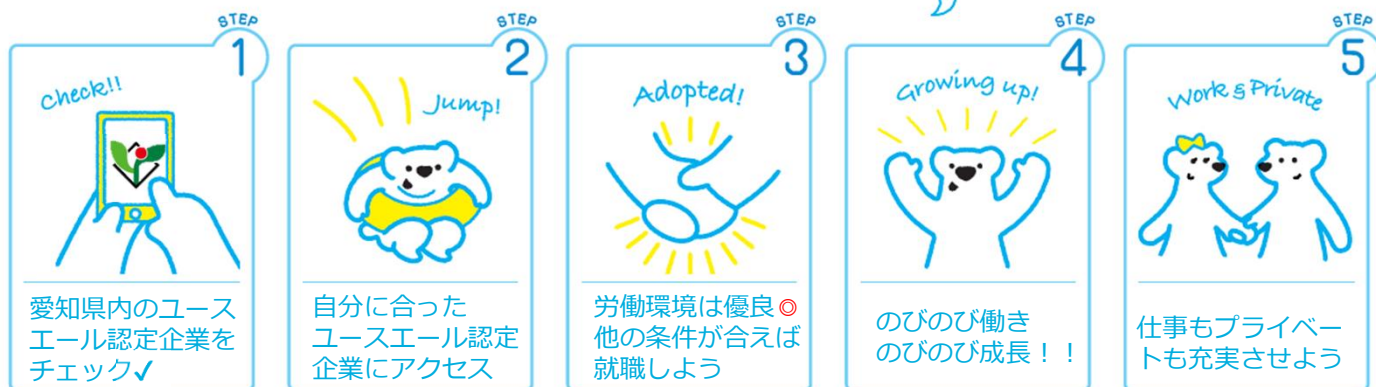 STEP
1
Check!!
愛知県内のユース
エール認定企業を
チェック✓
STEP
2
Jump!
自分に合った
ユースエール認定
企業にアクセス
STEP
3
Adopted!
労働環境は優良◎
他の条件が合えば
就職しよう
STEP
4
Growing up!
のびのび働き
のびのび成長！！
STEP
5
Work & Private
仕事もプライベー
トも充実させよう